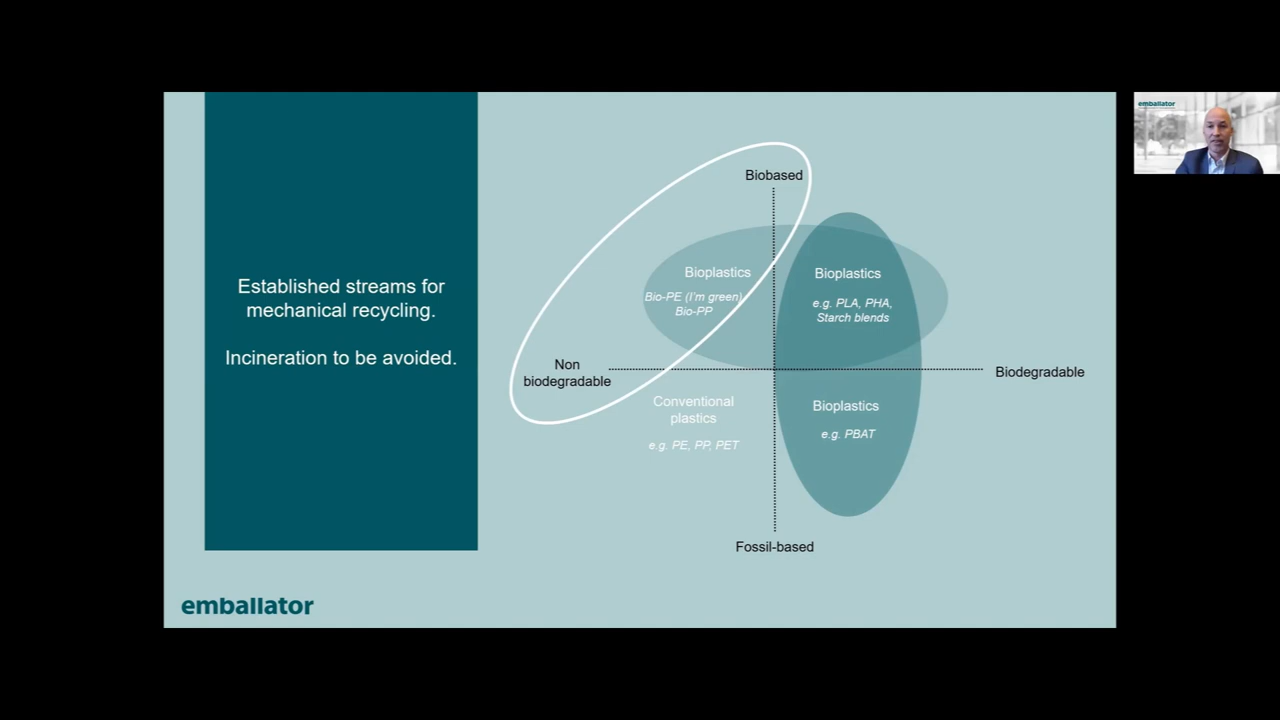 Established streams for
mechanical recycling.
Incineration to be avoided.
Biobased
Bioplastics
Bio-PE (I'm green)
Bio-PP
Bioplastics
e.g. PLA, PHA,
Starch blends
Non
biodegradable
Biodegradable
Conventional
plastics
e.g. PE, PP, PET
Bioplastics
e.g. PBAT
Fossil-based
emballator
emballator